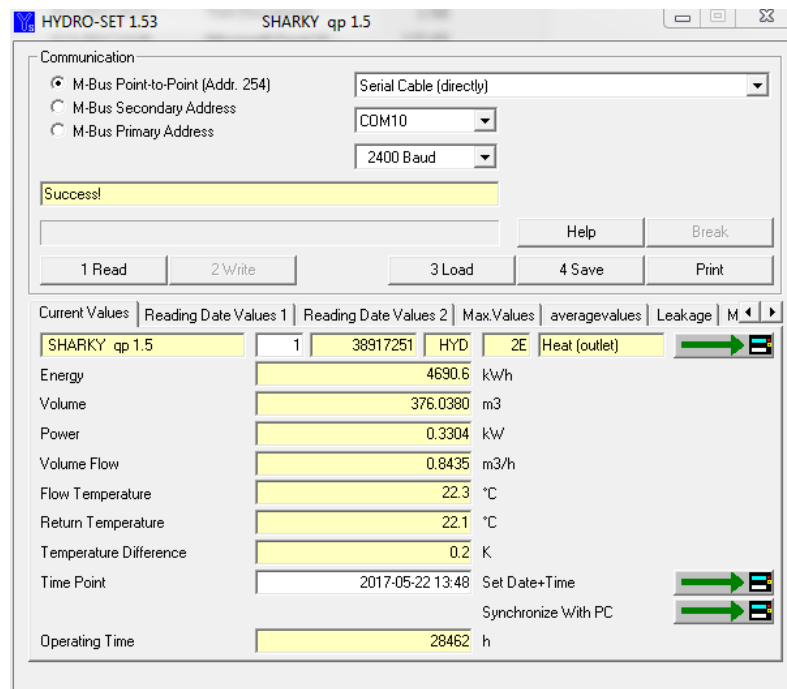 HYDRO-SET 1.53 SHARKY qp 1.5
Communication
M-Bus Point-to-Point (Addr. 254)
Serial Cable (directly)
M-Bus Secondary Address
COM10
M-Bus Primary Address
2400 Baud
Success!
Help Break
1 Read 2 Write 3 Load 4 Save Print
Current Values Reading Date Values 1 Reading Date Values 2 Max.Values averagevalues Leakage M
SHARKY qp 1.5 1 38917251 HYD 2E Heat (outlet)
Energy 4690.6 kWh
Volume 376.0380 m3
Power 0.3304 kW
Volume Flow 0.8435 m3/h
Flow Temperature 22.3 °C
Return Temperature 22.1 °C
Temperature Difference 0.2 K
Time Point 2017-05-22 13:48 Set Date+Time
Synchronize With PC
Operating Time 28462 h